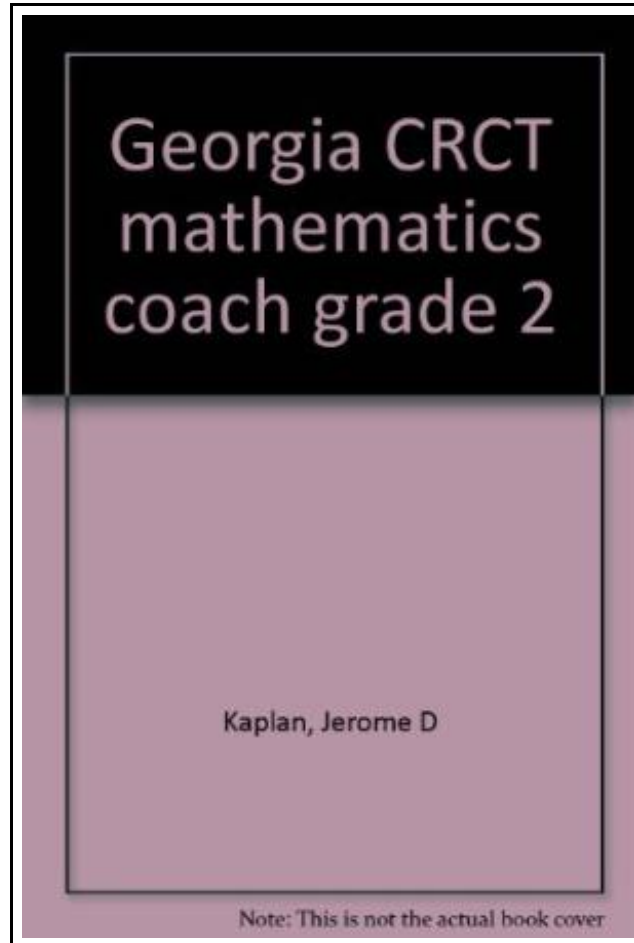 Georgia CRCT
mathematics
coach grade 2
Kaplan, Jerome D
Note: This is not the actual book cover